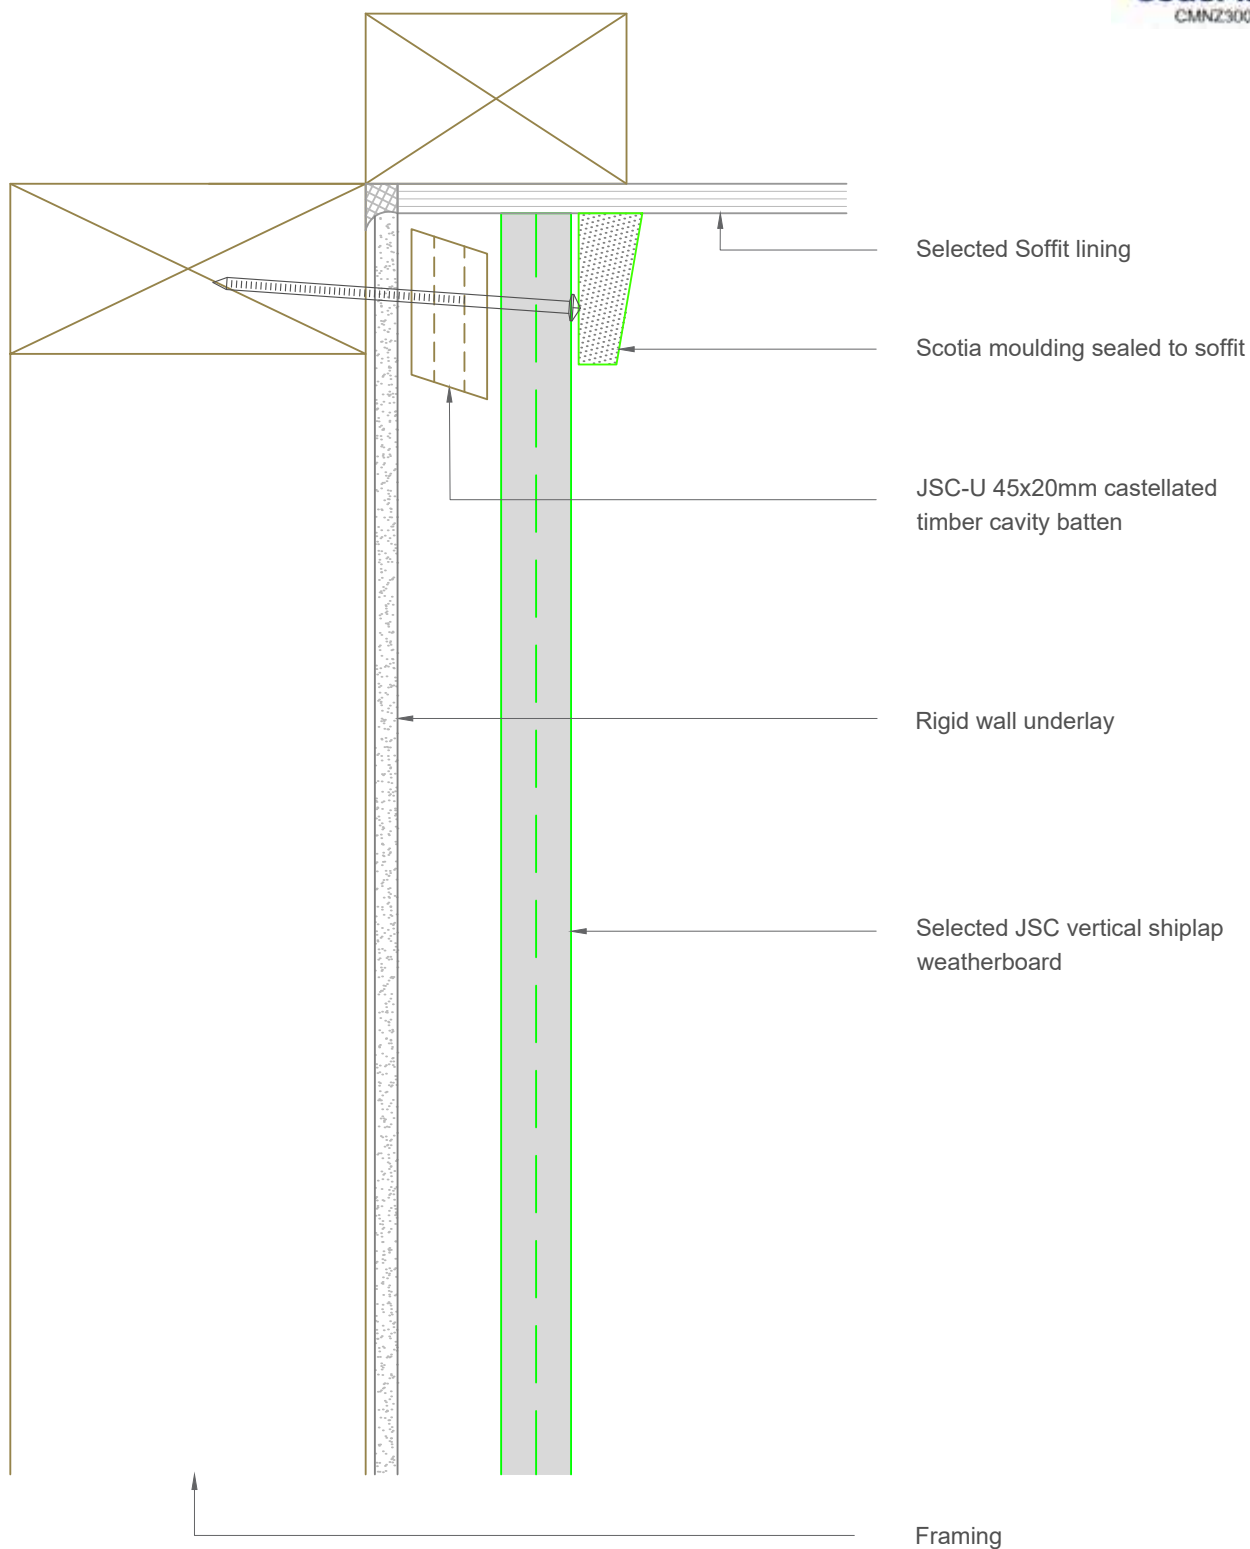 CMNZ300
Selected Soffit lining
Scotia moulding sealed to soffit
JSC-U 45x20mm castellated
timber cavity batten
Rigid wall underlay
Selected JSC vertical shiplap
weatherboard
Framing